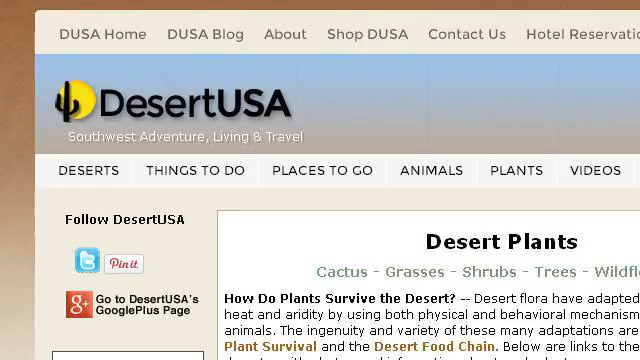 DUSA Home DUSA Blog About Shop DUSA Contact Us Hotel
DesertUSA
Southwest Adventure, Living & Travel
DESERTS THINGS TO DO PLACES TO GO ANIMALS PLANTS VIDEOS
Follow DesertUSA
Pin it
g+ Go to DesertUSA's
GooglePlus Page
Desert Plants
Cactus - Grasses - Shrubs - Trees -
How Do Plants Survive the Desert? -- Desert flora have adapted
heat and aridity by using both physical and behavioral
animals. The ingenuity and variety of these many adaptations are
Plant Survival and the Desert Food Chain. Below are links to the